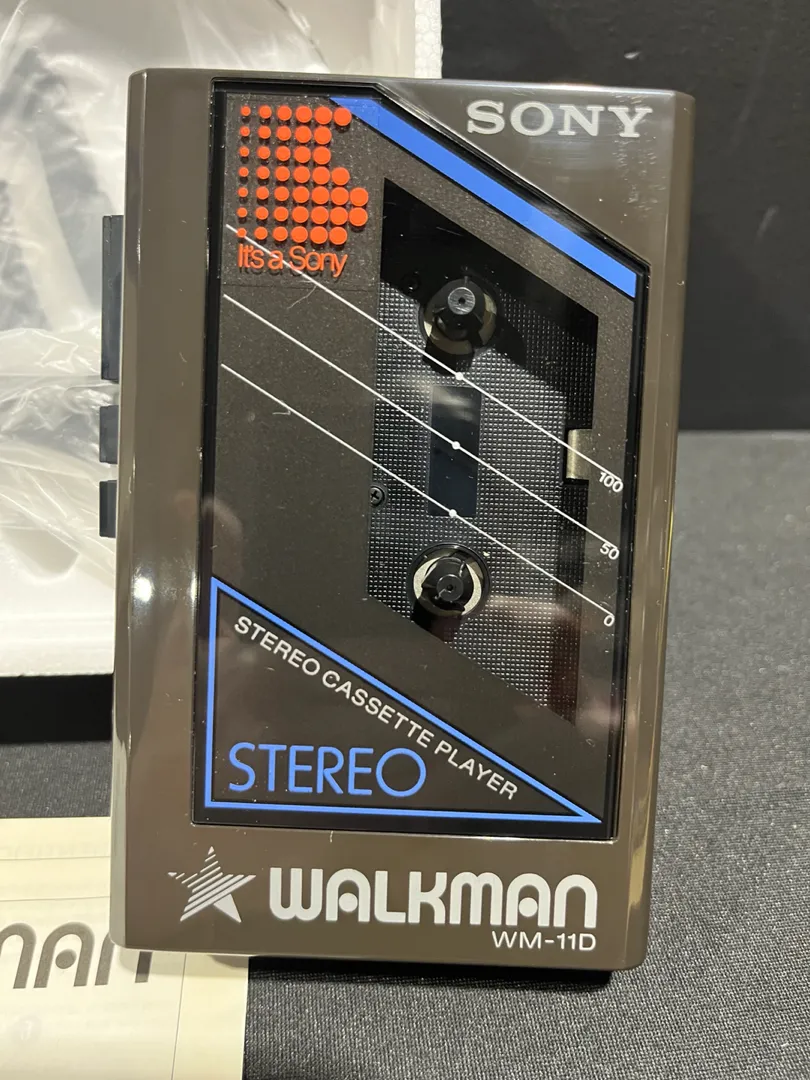 SONY
It's a Sony
100
50
0
STEREO CASSETTE PLAYER
STEREO
WALKMAN
WM-11D
MAN